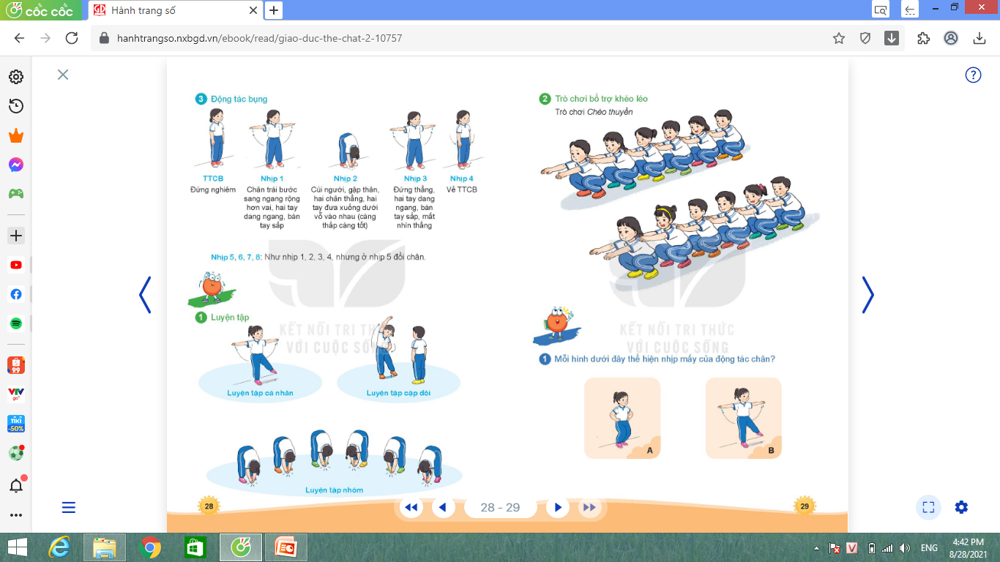 cốc cốc
Hành trang số
hanhtrangso.nxbgd.vn/ebook/read/giao-duc-the-chat-2-10757
3 Động tác bụng
TTCB
Đứng nghiêm
Nhịp 1
Chân trái bước
sang ngang rộng
hơn vai, hai tay
dang ngang, bàn
tay sấp
Nhịp 2
Cúi người, gập thân,
hai chân thẳng, hai
tay đưa xuống dưới
vỗ vào nhau (càng
thấp càng tốt)
Nhịp 3
Đứng thẳng,
hai tay dang
ngang, bàn
tay sấp, mắt
nhìn thẳng
Nhịp 4
Về TTCB
Nhịp 5, 6, 7, 8: Như nhịp 1, 2, 3, 4, nhưng ở nhịp 5 đổi chân.
1 Luyện tập
KẾT NỐI TRI THỨC
VỚI CUỘC SỐNG
Luyện tập cá nhân
Luyện tập cặp đôi
Luyện tập nhóm
28
2 Trò chơi bổ trợ khéo léo
Trò chơi Chèo thuyền
KẾT NỐI TRI THỨC
VỚI CUỘC SỐNG
1 Mỗi hình dưới đây thể hiện nhịp mấy của động tác chân?
A
B
29
28 - 29
99
VTV
go
TIKI
-50%
ENG
4:42 PM
8/28/2021